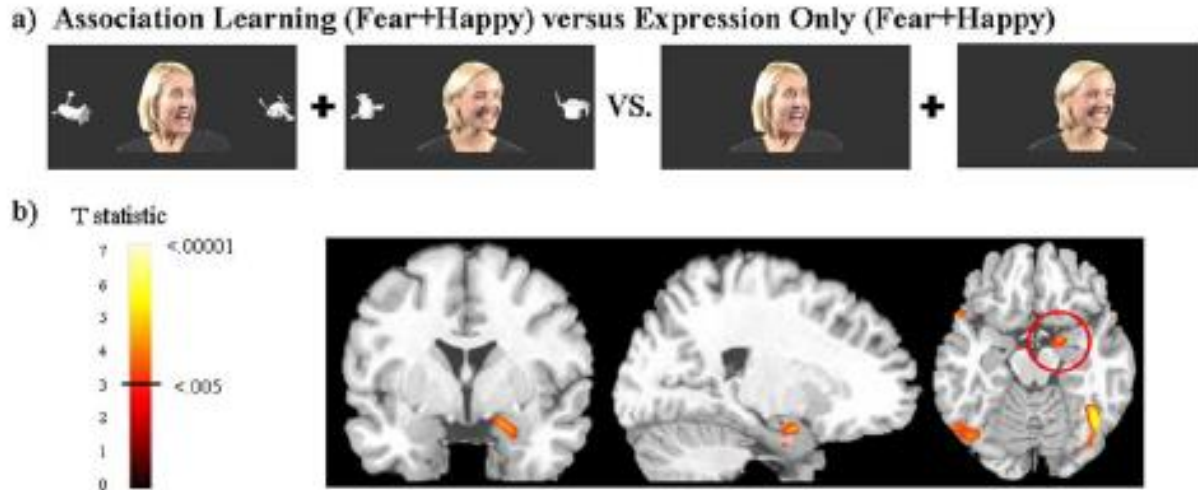 a) Association Learning (Fear+Happy) versus Expression Only (Fear+Happy)
+ VS. +
b) T statistic
7 <.00001
6
5
4
3 <.005
2
1
0